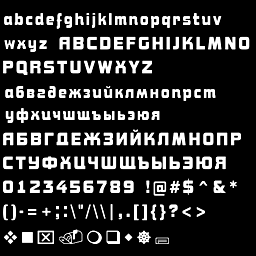 abcdefghijklmnopqrstuv
wxyz ABCDEFGHIJKLMNO
PQRSTUVWXYZ
абвгдежзийклмнопрст
уфхцчшщъыьэюя
АБВГДЕЖЗИЙКЛМНОПР
СТУФХЦЧШЩЪЫЬЭЮЯ
0123456789 !@#$^&*
()-=+;:\"/\\|,.[]{}?<>
❖■⌧❍❑⬥